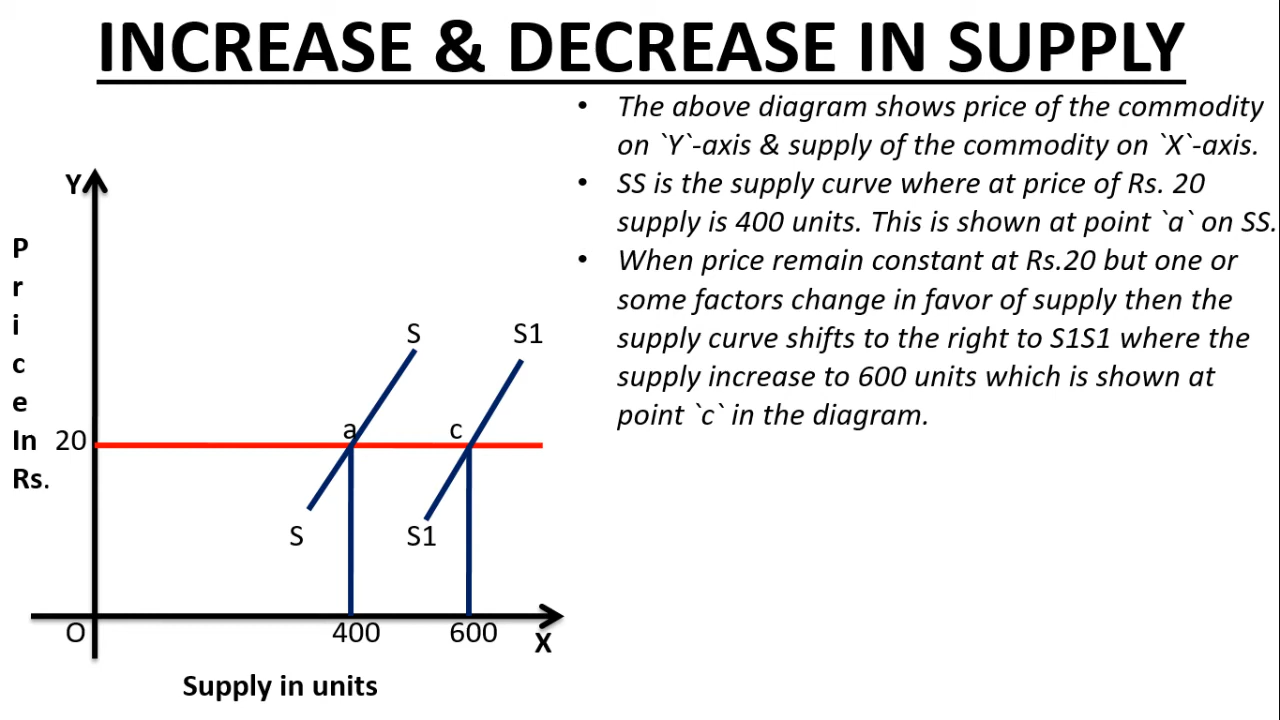 INCREASE & DECREASE IN SUPPLY
• The above diagram shows price of the commodity
on `Y`-axis & supply of the commodity on `X`-axis.
• SS is the supply curve where at price of Rs. 20
supply is 400 units. This is shown at point `a` on SS.
• When price remain constant at Rs.20 but one or
some factors change in favor of supply then the
supply curve shifts to the right to S1S1 where the
supply increase to 600 units which is shown at
point `c` in the diagram.
Y
P
r
i
c
e
In
Rs.
20
S
S1
a
c
S
S1
O
400
600
X
Supply in units